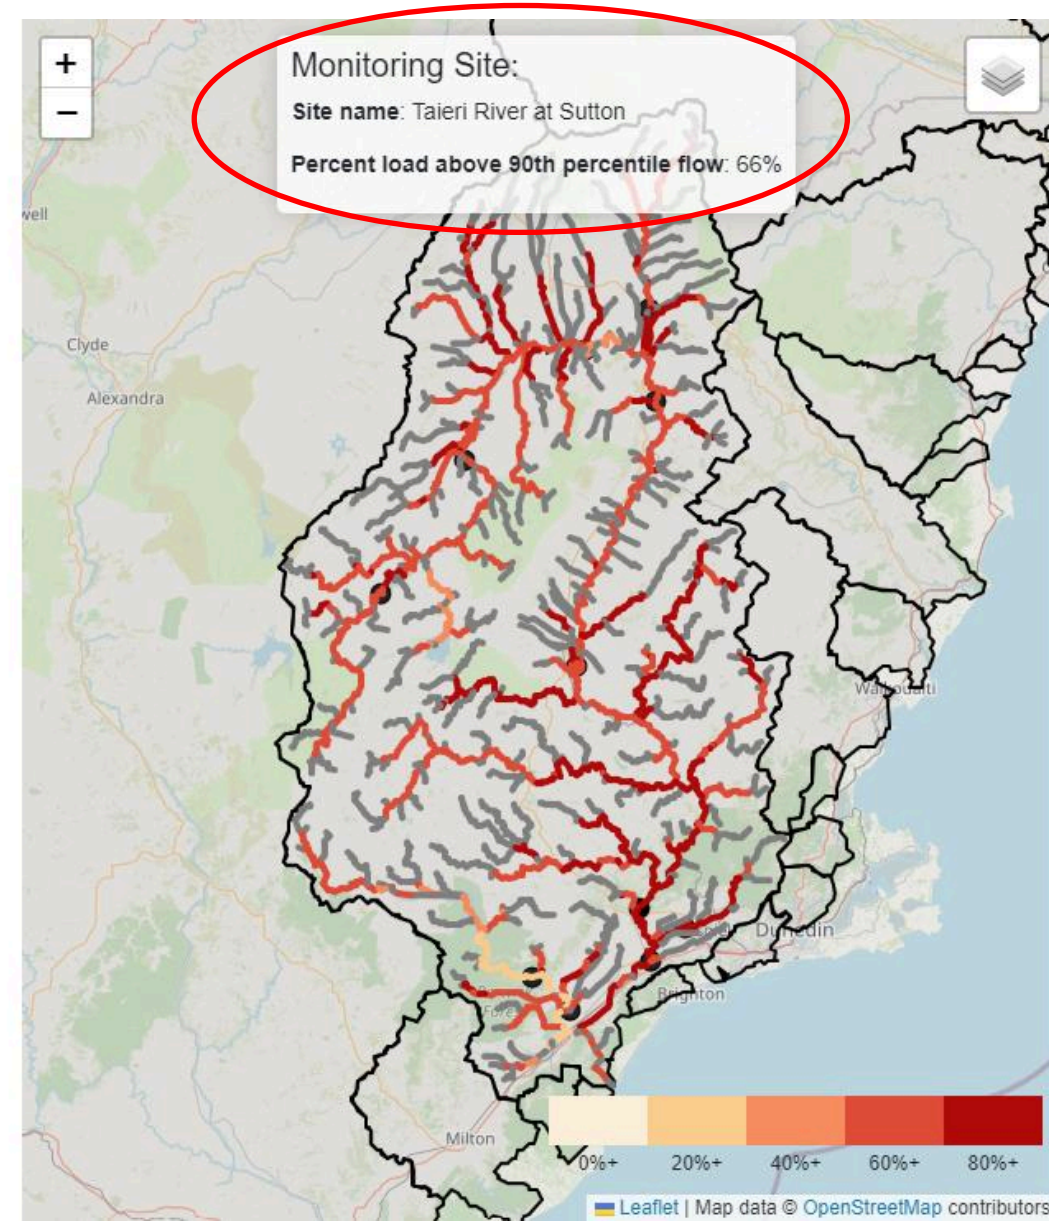 +
−
Monitoring Site:
Site name: Taieri River at Sutton
Percent load above 90th percentile flow: 66%
well
Clyde
Alexandra
Dunedin
Brighton
Milton
0%+ 20%+ 40%+ 60%+ 80%+
Leaflet | Map data © OpenStreetMap contributors